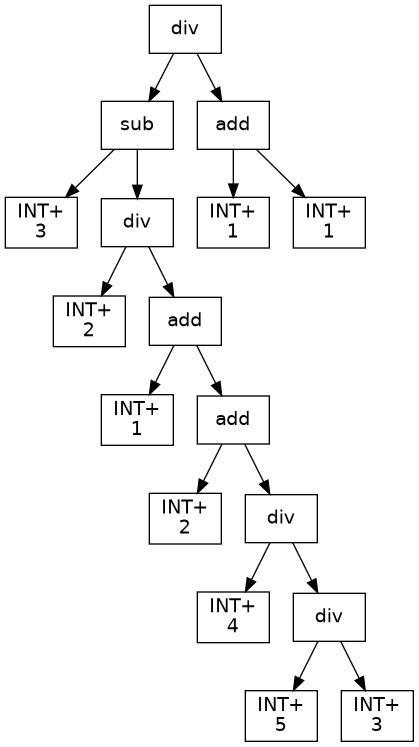 div
sub
add
INT+
3
div
INT+
1
INT+
1
INT+
2
add
INT+
1
add
INT+
2
div
INT+
4
div
INT+
5
INT+
3